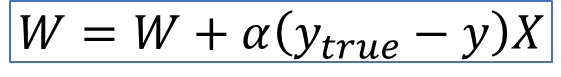 W = W + α(y_true − y)X